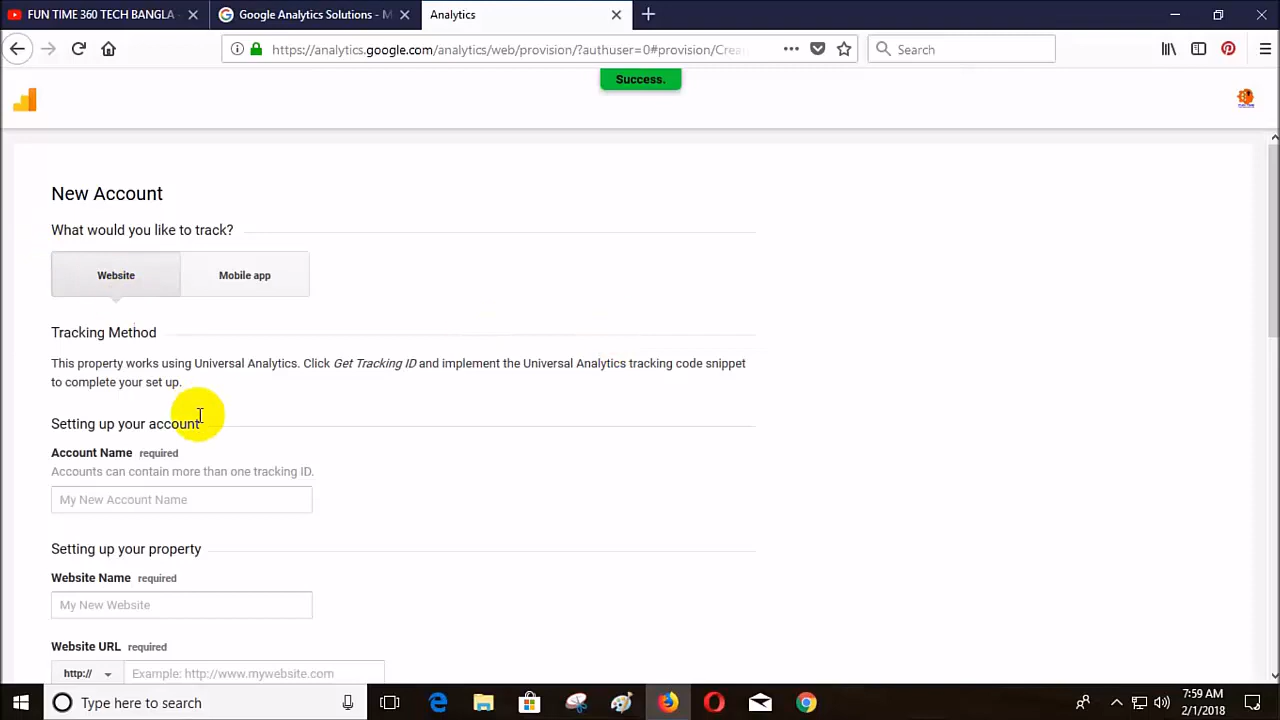 FUN TIME 360 TECH BANGLA -
Google Analytics Solutions - M
Analytics
https://analytics.google.com/analytics/web/provision/?authuser=0#provision/Crea
Search
Success.
New Account
What would you like to track?
Website
Mobile app
Tracking Method
This property works using Universal Analytics. Click Get Tracking ID and implement the Universal Analytics tracking code snippet
to complete your set up.
Setting up your account
Account Name required
Accounts can contain more than one tracking ID.
My New Account Name
Setting up your property
Website Name required
My New Website
Website URL required
http://
Example: http://www.mywebsite.com
Type here to search
7:59 AM
2/1/2018